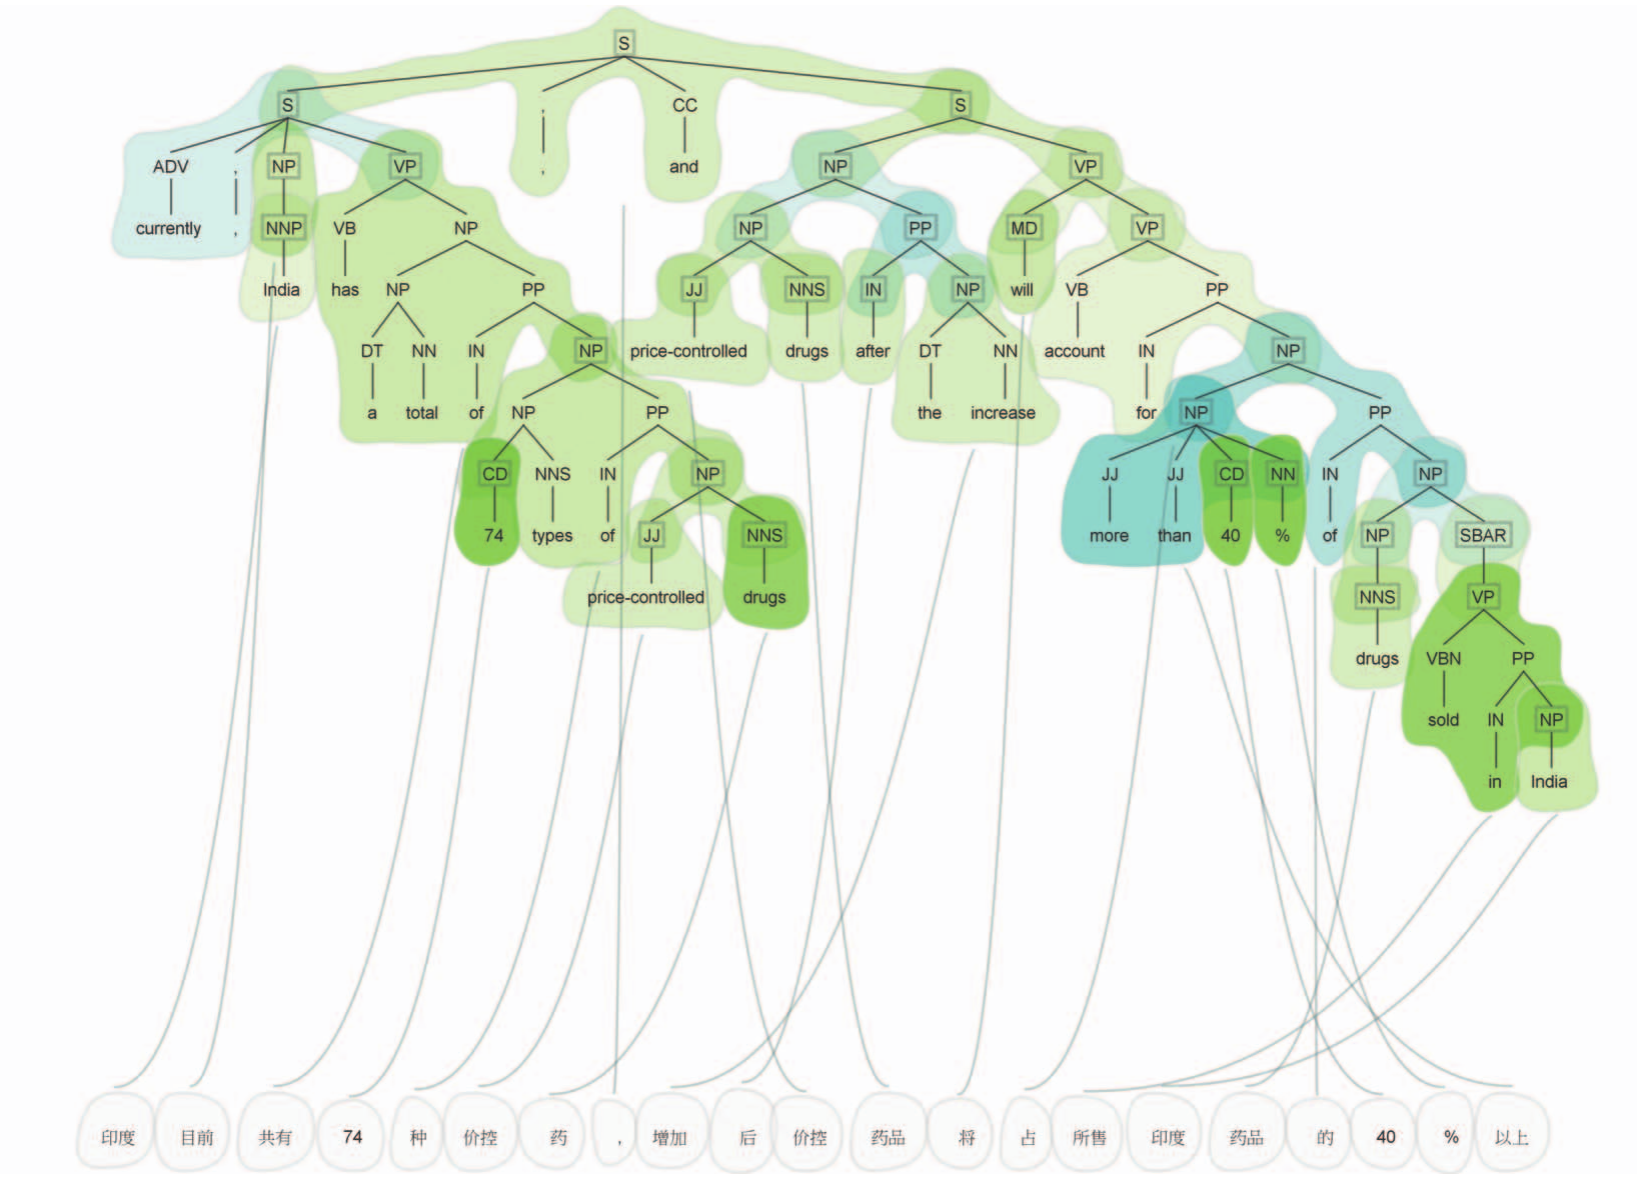 S
S , CC S
ADV , NP VP , and NP VP
currently , NNP VB NP NP PP MD VP
India has NP PP JJ NNS IN NP will VB PP
DT NN IN NP price-controlled drugs after DT NN account IN NP
a total of NP PP the increase for NP PP
CD NNS IN NP JJ JJ CD NN IN NP
74 types of JJ NNS more than 40 % of NP SBAR
price-controlled drugs NNS VP
drugs VBN PP
sold IN NP
in India
印度 目前 共有 74 种 价控 药 , 增加 后 价控 药品 将 占 所售 印度 药品 的 40 % 以上